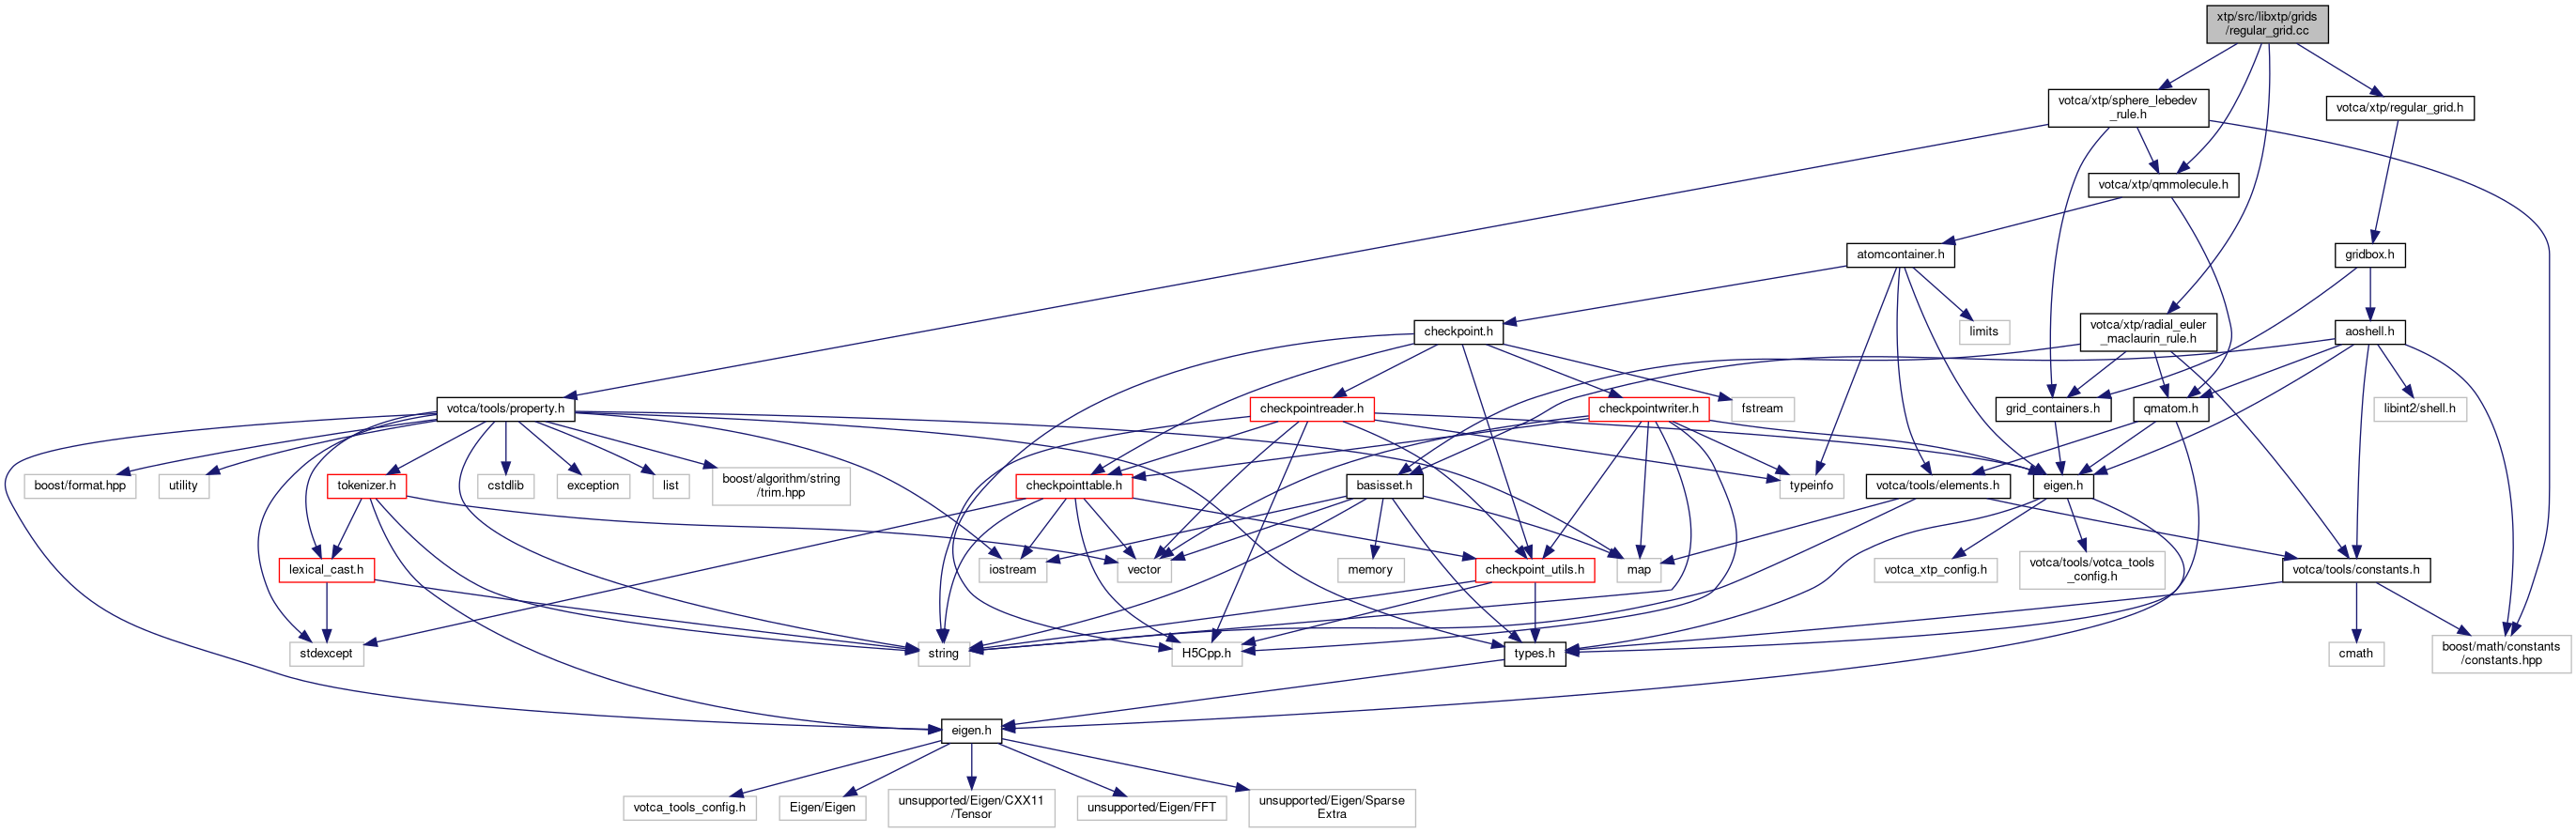 xtp/src/libxtp/grids
/regular_grid.cc
votca/xtp/sphere_lebedev
_rule.h
votca/xtp/regular_grid.h
votca/xtp/qmmolecule.h
atomcontainer.h
gridbox.h
checkpoint.h
limits
votca/xtp/radial_euler
_maclaurin_rule.h
aoshell.h
votca/tools/property.h
checkpointreader.h
checkpointwriter.h
fstream
grid_containers.h
qmatom.h
libint2/shell.h
boost/format.hpp
utility
tokenizer.h
cstdlib
exception
list
boost/algorithm/string
/trim.hpp
checkpointtable.h
basisset.h
typeinfo
votca/tools/elements.h
eigen.h
lexical_cast.h
iostream
vector
memory
checkpoint_utils.h
map
votca_xtp_config.h
votca/tools/votca_tools
_config.h
votca/tools/constants.h
stdexcept
string
H5Cpp.h
types.h
cmath
boost/math/constants
/constants.hpp
eigen.h
votca_tools_config.h
Eigen/Eigen
unsupported/Eigen/CXX11
/Tensor
unsupported/Eigen/FFT
unsupported/Eigen/Sparse
Extra